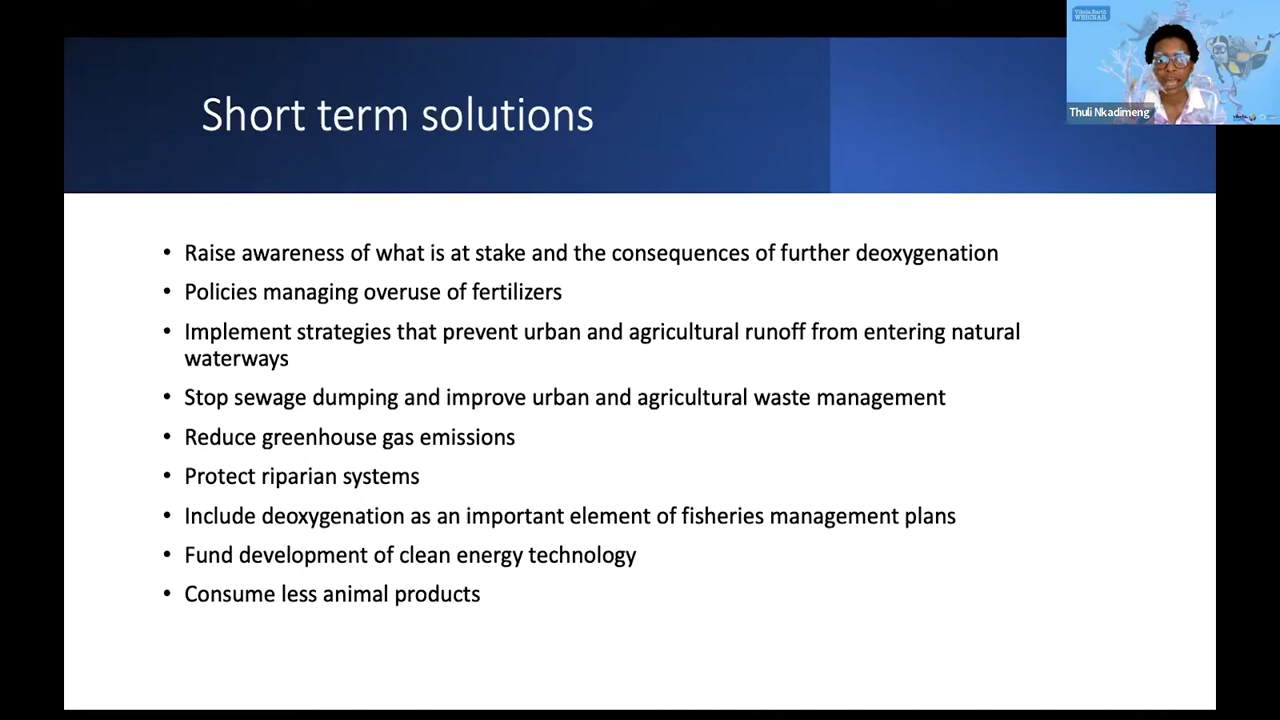 Vikela Earth
WEBINAR
Thuli Nkadimeng
Short term solutions
• Raise awareness of what is at stake and the consequences of further deoxygenation
• Policies managing overuse of fertilizers
• Implement strategies that prevent urban and agricultural runoff from entering natural
waterways
• Stop sewage dumping and improve urban and agricultural waste management
• Reduce greenhouse gas emissions
• Protect riparian systems
• Include deoxygenation as an important element of fisheries management plans
• Fund development of clean energy technology
• Consume less animal products